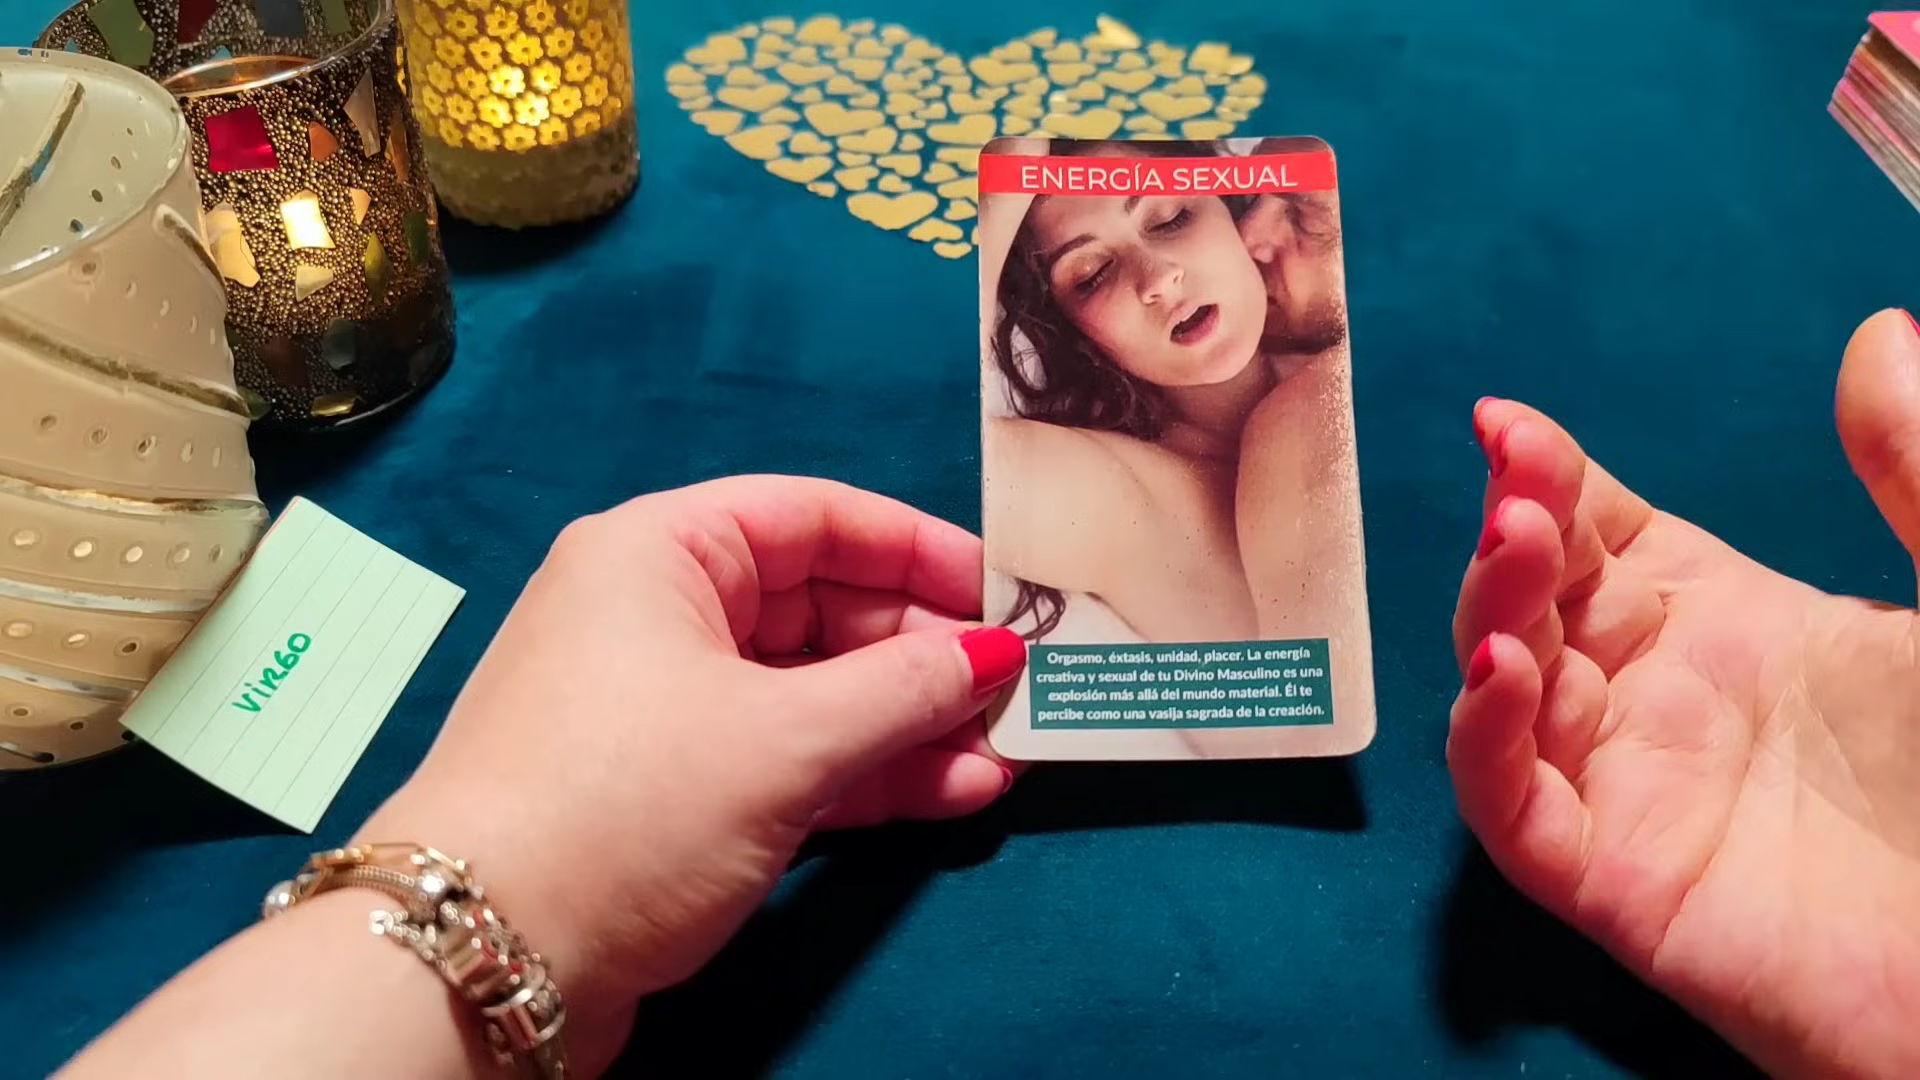 ENERGÍA SEXUAL
Orgasmo, éxtasis, unidad, placer. La energía
creativa y sexual de tu Divino Masculino es una
explosión más allá del mundo material. Él te
percibe como una vasija sagrada de la creación.
VIRGO